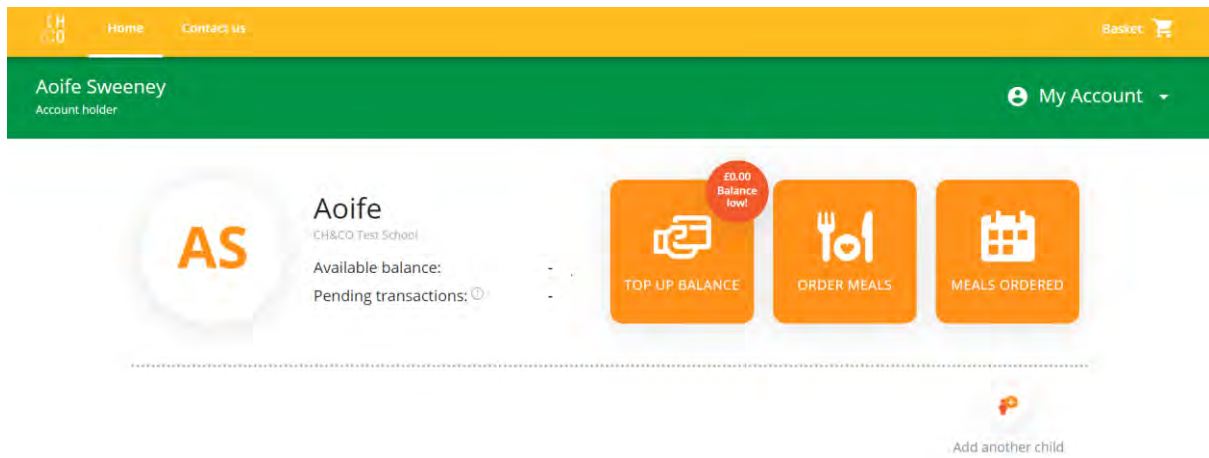 CH
CO
Home
Contact us
Basket
Aoife Sweeney
Account holder
My Account
AS
Aoife
CH&CO Test School
Available balance: -
Pending transactions: -
£0.00
Balance
low!
TOP UP BALANCE
ORDER MEALS
MEALS ORDERED
Add another child